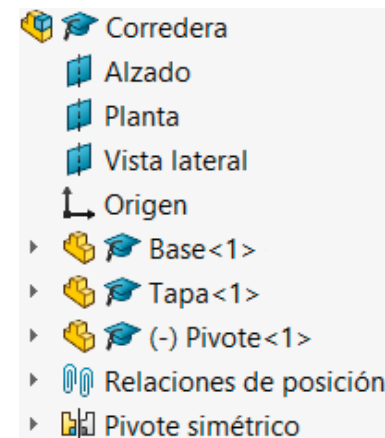 Corredera
Alzado
Planta
Vista lateral
Origen
Base<1>
Tapa<1>
(-) Pivote<1>
Relaciones de posición
Pivote simétrico